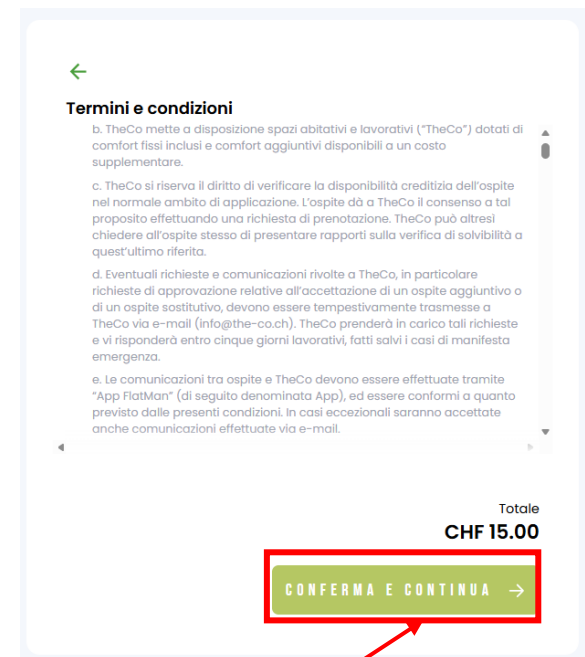 Termini e condizioni
b. TheCo mette a disposizione spazi abitativi e lavorativi (“TheCo”) dotati di
comfort fissi inclusi e comfort aggiuntivi disponibili a un costo
supplementare.
c. TheCo si riserva il diritto di verificare la disponibilità creditizia dell’ospite
nel normale ambito di applicazione. L’ospite dà a TheCo il consenso a tal
proposito effettuando una richiesta di prenotazione. TheCo può altresì
chiedere all’ospite stesso di presentare rapporti sulla verifica di solvibilità a
quest’ultimo riferita.
d. Eventuali richieste e comunicazioni rivolte a TheCo, in particolare
richieste di approvazione relative all’accettazione di un ospite aggiuntivo o
di un ospite sostitutivo, devono essere tempestivamente trasmesse a
TheCo via e-mail (info@the-co.ch). TheCo prenderà in carico tali richieste
e vi risponderà entro cinque giorni lavorativi, fatti salvi i casi di manifesta
emergenza.
e. Le comunicazioni tra ospite e TheCo devono essere effettuate tramite
“App FlatMan” (di seguito denominata App), ed essere conformi a quanto
previsto dalle presenti condizioni. In casi eccezionali saranno accettate
anche comunicazioni effettuate via e-mail.
Totale
CHF 15.00
CONFERMA E CONTINUA →